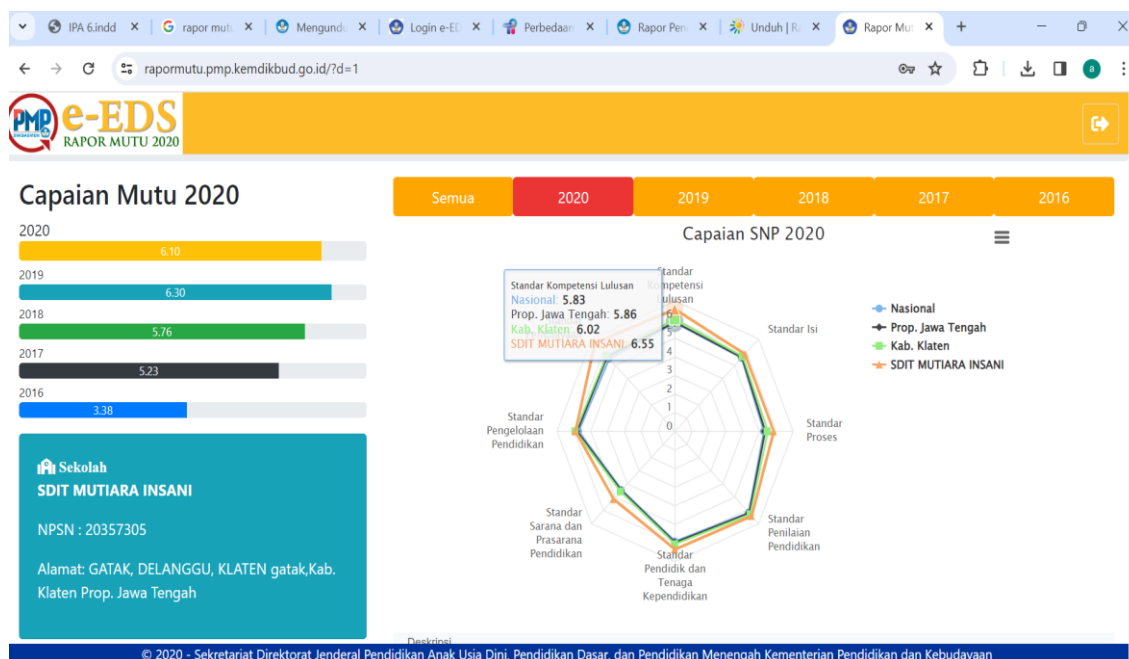 IPA 6.indd
rapor mut
Mengundu
Login e-ED
Perbedaan
Rapor Pen
Unduh | Ra
Rapor Mut
rapormutu.pmp.kemdikbud.go.id/?d=1
a
PMP
e-EDS
RAPOR MUTU 2020
Capaian Mutu 2020
2020
6.10
2019
6.30
2018
5.76
2017
5.23
2016
3.38
Sekolah
SDIT MUTIARA INSANI
NPSN : 20357305
Alamat: GATAK, DELANGGU, KLATEN gatak,Kab.
Klaten Prop. Jawa Tengah
Semua
2020
2019
2018
2017
2016
Capaian SNP 2020
Standar Kompetensi Lulusan
Nasional: 5.83
Prop. Jawa Tengah: 5.86
Kab. Klaten: 6.02
SDIT MUTIARA INSANI: 6.55
Standar
Kompetensi
Lulusan
Standar Isi
Standar
Proses
Standar
Penilaian
Pendidikan
Standar
Pendidik dan
Tenaga
Kependidikan
Standar
Sarana dan
Prasarana
Pendidikan
Standar
Pengelolaan
Pendidikan
6
5
4
3
2
1
0
Nasional
Prop. Jawa Tengah
Kab. Klaten
SDIT MUTIARA INSANI
Deskripsi
© 2020 - Sekretariat Direktorat Jenderal Pendidikan Anak Usia Dini, Pendidikan Dasar, dan Pendidikan Menengah Kementerian Pendidikan dan Kebudayaan